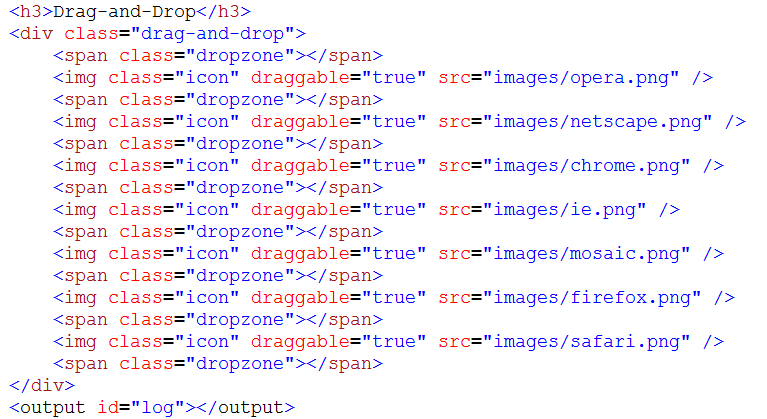 <h3>Drag-and-Drop</h3>
<div class="drag-and-drop">
    <span class="dropzone"></span>
    <img class="icon" draggable="true" src="images/opera.png" />
    <span class="dropzone"></span>
    <img class="icon" draggable="true" src="images/netscape.png" />
    <span class="dropzone"></span>
    <img class="icon" draggable="true" src="images/chrome.png" />
    <span class="dropzone"></span>
    <img class="icon" draggable="true" src="images/ie.png" />
    <span class="dropzone"></span>
    <img class="icon" draggable="true" src="images/mosaic.png" />
    <span class="dropzone"></span>
    <img class="icon" draggable="true" src="images/firefox.png" />
    <span class="dropzone"></span>
    <img class="icon" draggable="true" src="images/safari.png" />
    <span class="dropzone"></span>
</div>
<output id="log"></output>